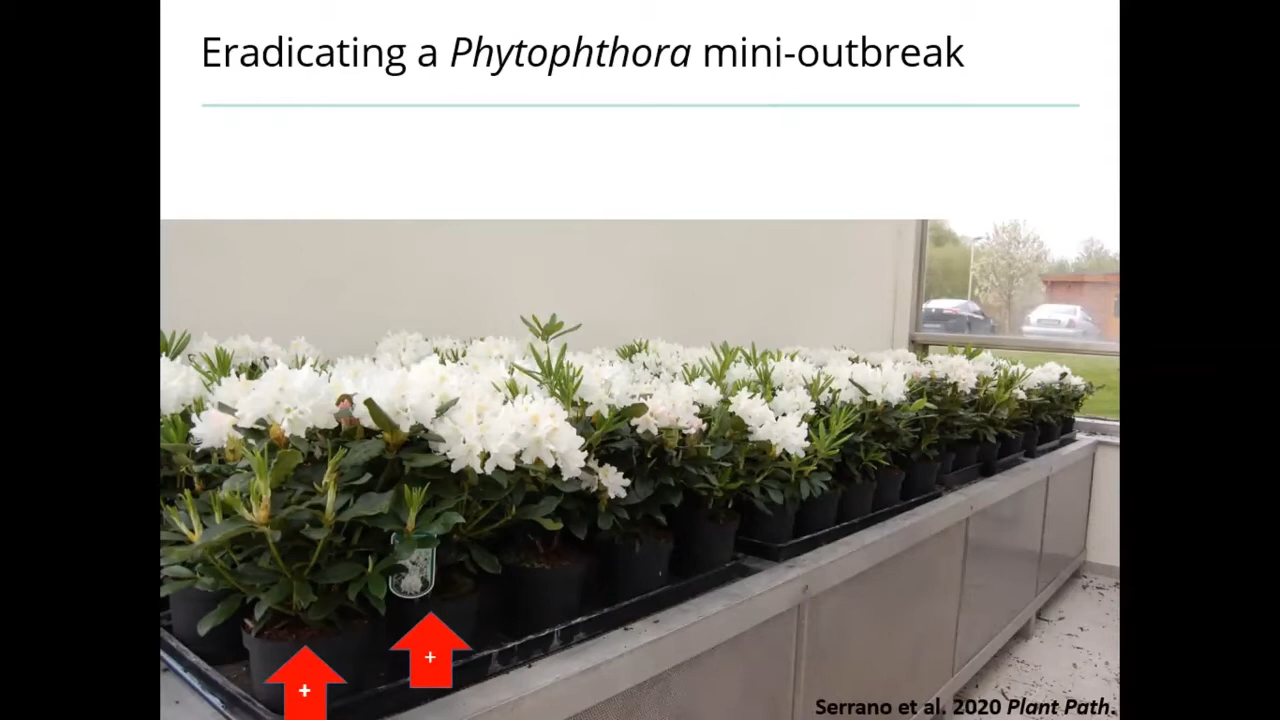 Eradicating a Phytophthora mini-outbreak
+
+
Serrano et al. 2020 Plant Path.